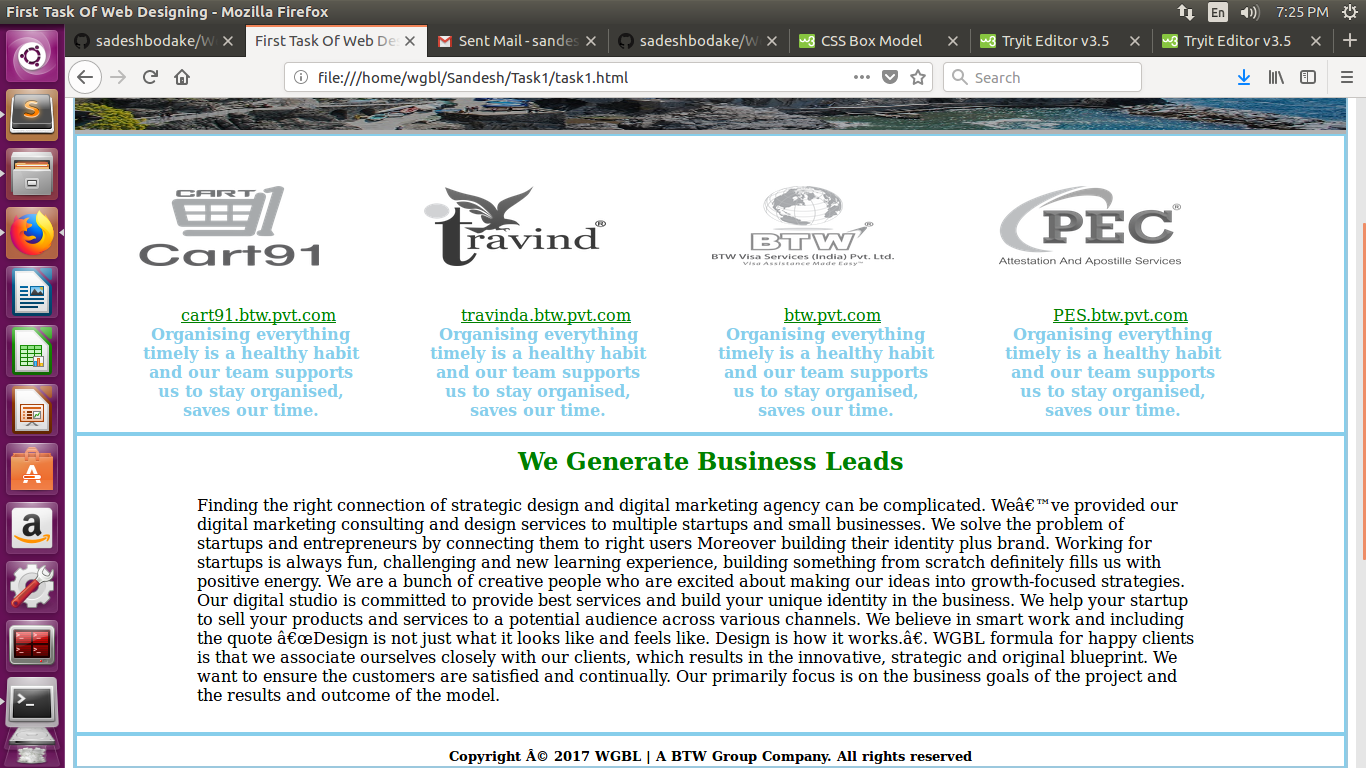 First Task Of Web Designing - Mozilla Firefox
En
7:25 PM
sadeshbodake/W
First Task Of Web De
Sent Mail - sandes
sadeshbodake/W
CSS Box Model
Tryit Editor v3.5
Tryit Editor v3.5
file:///home/wgbl/Sandesh/Task1/task1.html
Search
CART
Cart91
travind®
BTW®
BTW Visa Services (India) Pvt. Ltd.
Visa Assistance Made Easy™
PEC®
Attestation And Apostille Services
cart91.btw.pvt.com
Organising everything
timely is a healthy habit
and our team supports
us to stay organised,
saves our time.
travinda.btw.pvt.com
Organising everything
timely is a healthy habit
and our team supports
us to stay organised,
saves our time.
btw.pvt.com
Organising everything
timely is a healthy habit
and our team supports
us to stay organised,
saves our time.
PES.btw.pvt.com
Organising everything
timely is a healthy habit
and our team supports
us to stay organised,
saves our time.
We Generate Business Leads
Finding the right connection of strategic design and digital marketing agency can be complicated. Weâ€™ve provided our
digital marketing consulting and design services to multiple startups and small businesses. We solve the problem of
startups and entrepreneurs by connecting them to right users Moreover building their identity plus brand. Working for
startups is always fun, challenging and new learning experience, building something from scratch definitely fills us with
positive energy. We are a bunch of creative people who are excited about making our ideas into growth-focused strategies.
Our digital studio is committed to provide best services and build your unique identity in the business. We help your startup
to sell your products and services to a potential audience across various channels. We believe in smart work and including
the quote â€œDesign is not just what it looks like and feels like. Design is how it works.â€. WGBL formula for happy clients
is that we associate ourselves closely with our clients, which results in the innovative, strategic and original blueprint. We
want to ensure the customers are satisfied and continually. Our primarily focus is on the business goals of the project and
the results and outcome of the model.
Copyright Â© 2017 WGBL | A BTW Group Company. All rights reserved